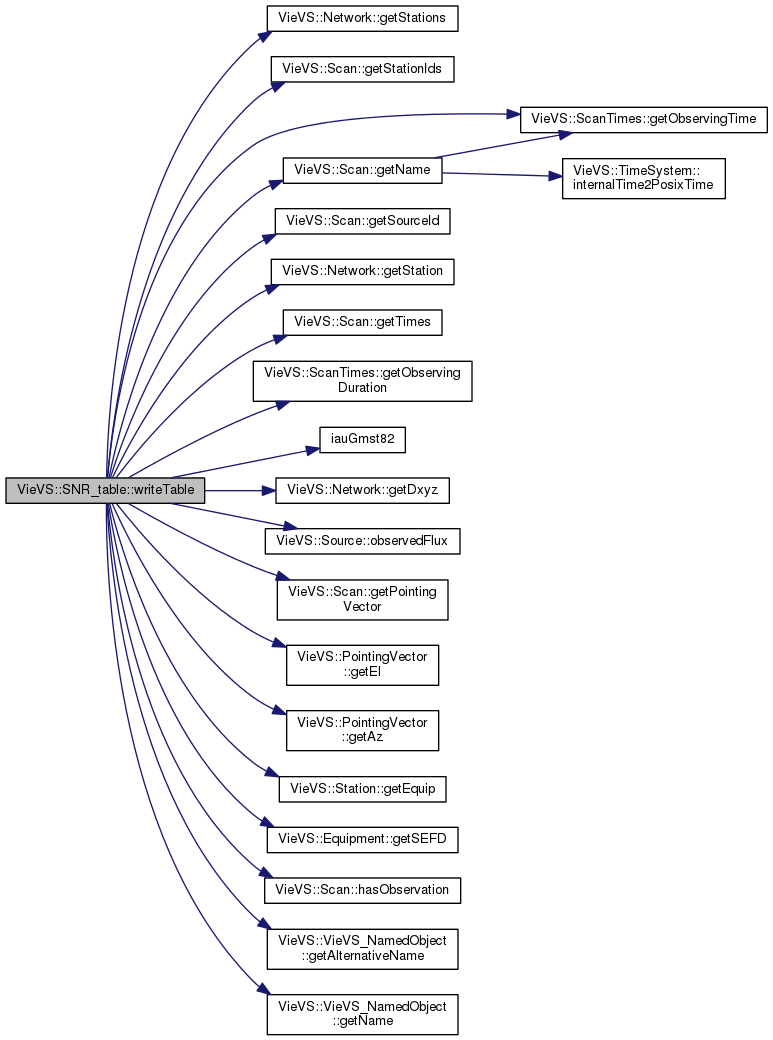 VieVS::Network::getStations
VieVS::Scan::getStationIds
VieVS::ScanTimes::getObservingTime
VieVS::Scan::getName
VieVS::TimeSystem::
internalTime2PosixTime
VieVS::Scan::getSourceId
VieVS::Network::getStation
VieVS::Scan::getTimes
VieVS::ScanTimes::getObserving
Duration
iauGmst82
VieVS::SNR_table::writeTable
VieVS::Network::getDxyz
VieVS::Source::observedFlux
VieVS::Scan::getPointing
Vector
VieVS::PointingVector
::getEl
VieVS::PointingVector
::getAz
VieVS::Station::getEquip
VieVS::Equipment::getSEFD
VieVS::Scan::hasObservation
VieVS::VieVS_NamedObject
::getAlternativeName
VieVS::VieVS_NamedObject
::getName